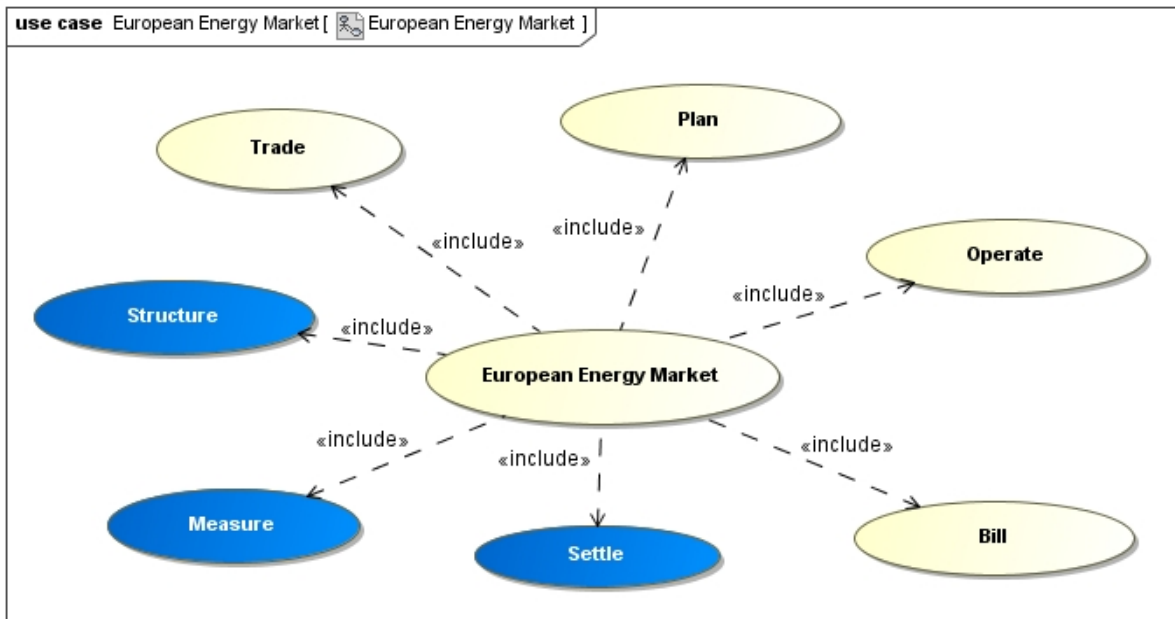 use case European Energy Market [ European Energy Market ]
Trade
Plan
«include»
«include»
Operate
«include»
Structure
«include»
European Energy Market
«include»
«include»
«include»
Measure
Settle
Bill